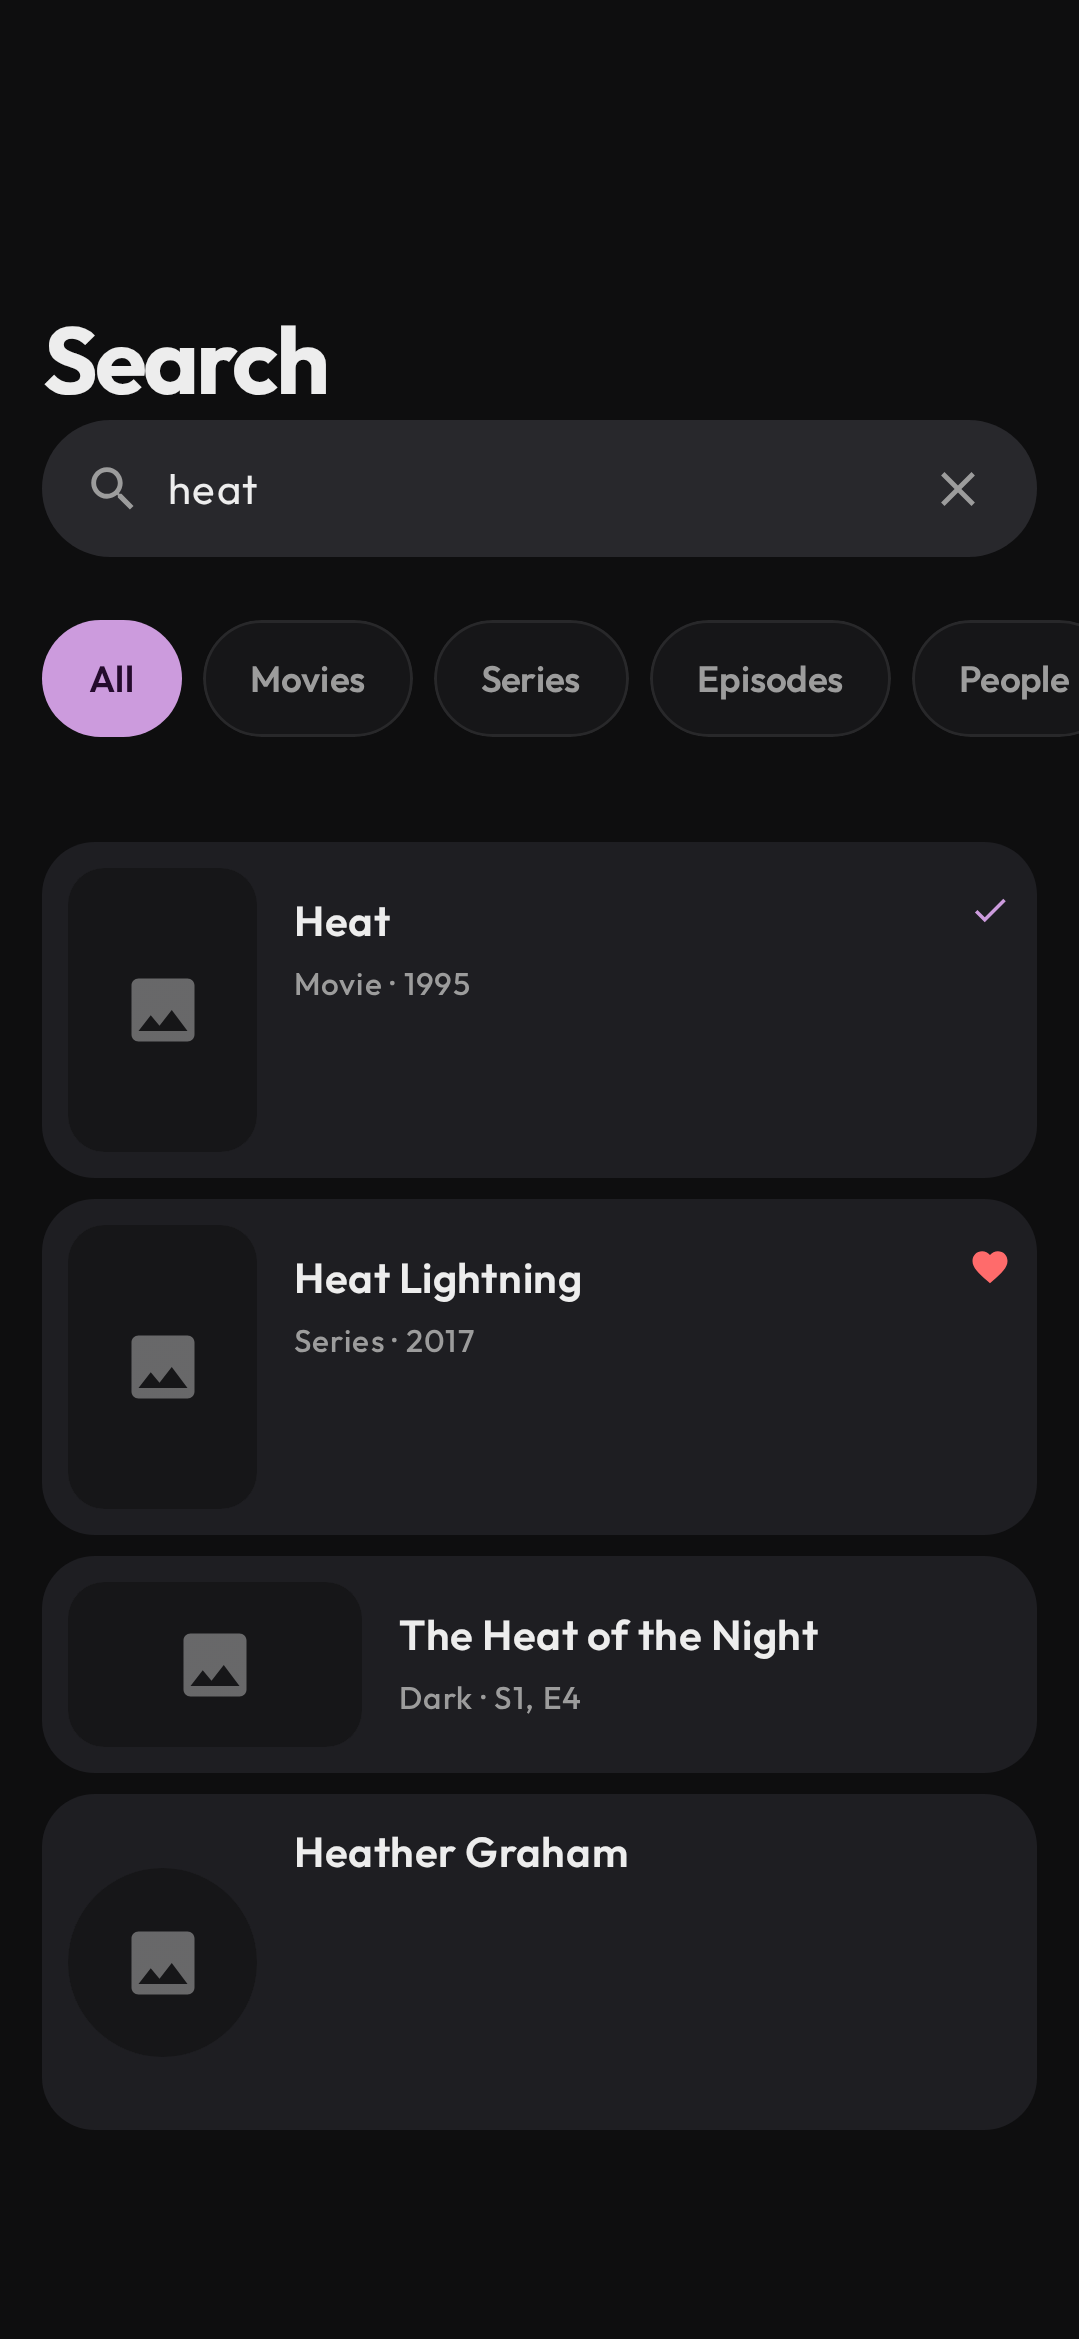 Search
heat
All
Movies
Series
Episodes
People
Heat
Movie · 1995
Heat Lightning
Series · 2017
The Heat of the Night
Dark · S1, E4
Heather Graham